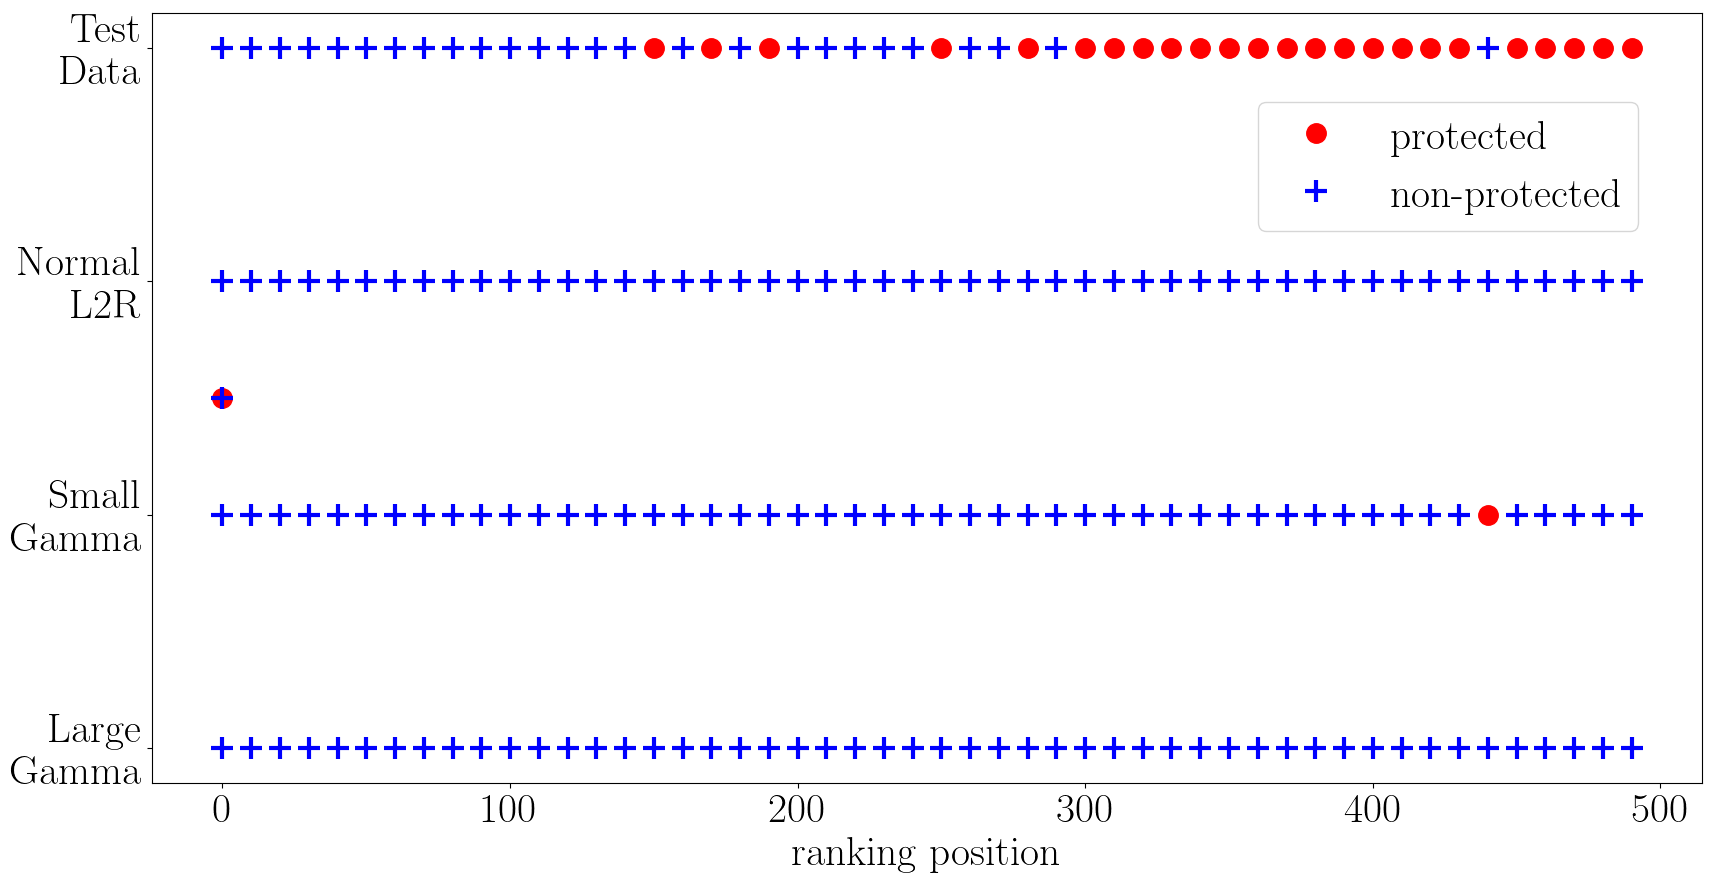 Test
Data
protected
non-protected
Normal
L2R
Small
Gamma
Large
Gamma
0 100 200 300 400 500
ranking position